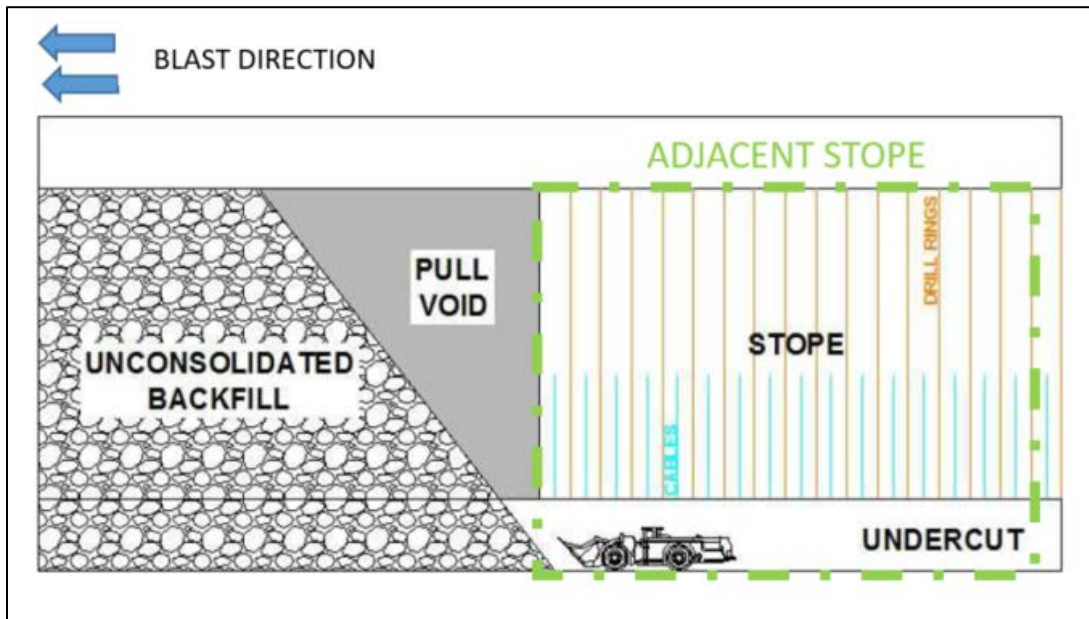 BLAST DIRECTION
ADJACENT STOPE
DRILL RINGS
PULL
VOID
STOPE
UNCONSOLIDATED
BACKFILL
CABLES
UNDERCUT